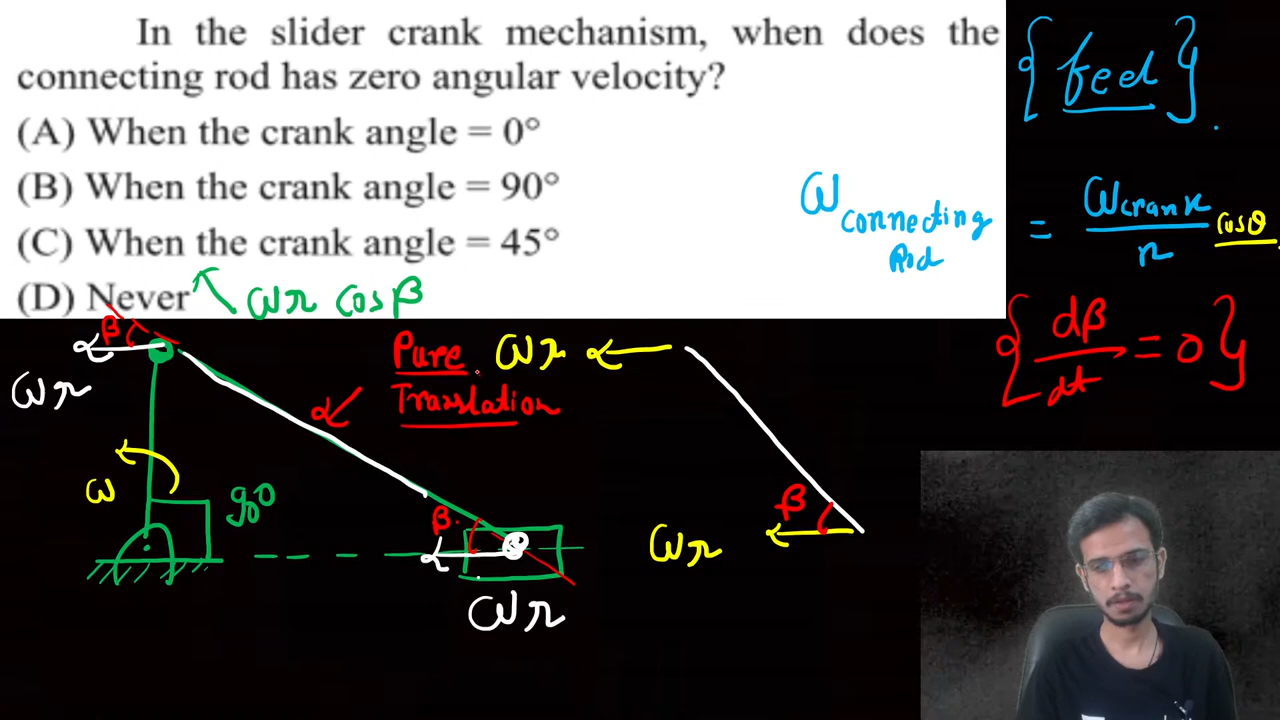 In the slider crank mechanism, when does the
connecting rod has zero angular velocity?
(A) When the crank angle = 0°
(B) When the crank angle = 90°
(C) When the crank angle = 45°
(D) Never
ωr cosβ
{feel}.
ω connecting Rod = ωcrank/n cosθ
{dβ/dt = 0}
β
ωr
ω
90°
Pure
Translation
β
ωr
ωr
β
ωr